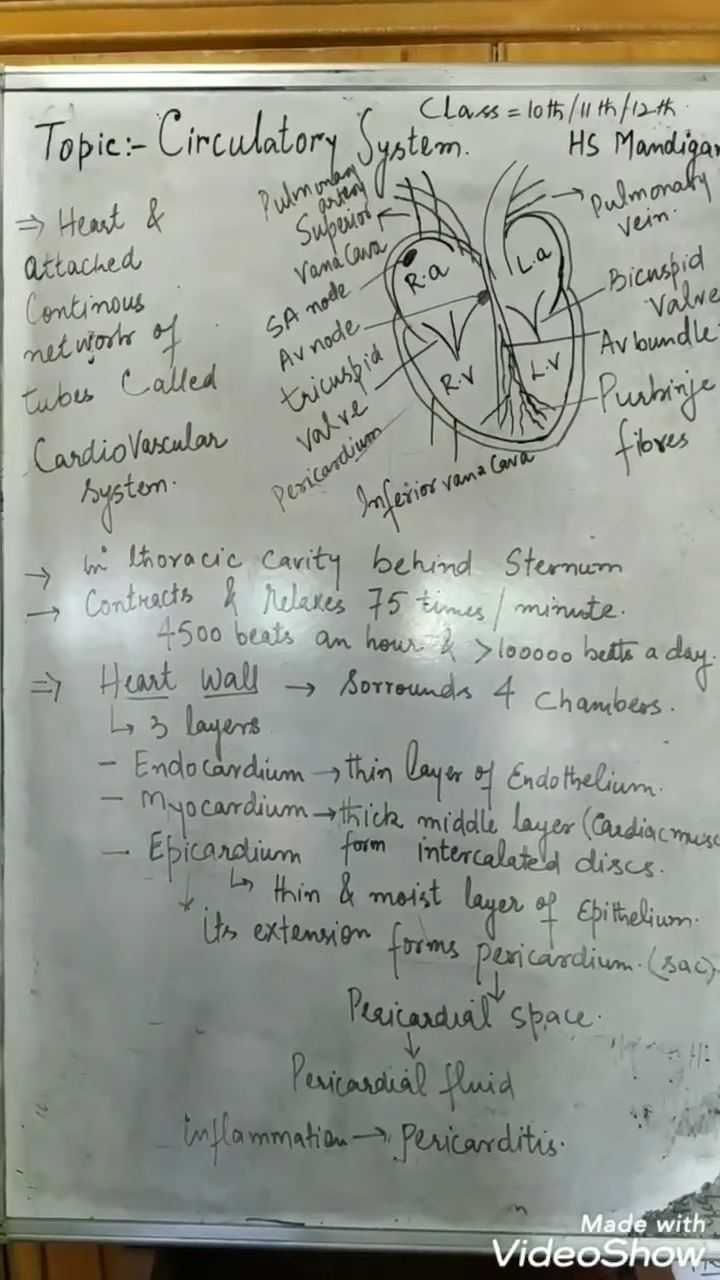 Class = 10th/11th/12th.
Topic:- Circulatory System.
HS Mandigar
⇒ Heart &
attached
Continous
network of
tubes Called
CardioVascular
System.
Pulmonary
artery
Superior
VanaCava
SA node
Av node
tricuspid
valve
Pericardium
Inferior vana Cava
R.a
L.a
R.V
L.V
Pulmonary
vein.
Bicuspid
Valve
Av bundle
Purbinje
fibres
→ In thoracic cavity behind Sternum
→ Contracts & Relaxes 75 times/minute.
4500 beats an hour & >100000 beats a day.
⇒ Heart Wall → Sorrounds 4 Chambers.
↳ 3 layers
- Endocardium → thin layer of Endothelium.
- Myocardium → thick middle layer (Cardiac musc
- Epicardium form intercalated discs.
↳ thin & moist layer of Epithelium.
its extension forms pericardium. (sac)
↓
Pericardial space.
↓
Pericardial fluid
inflammation → Pericarditis.
Made with
VideoShow